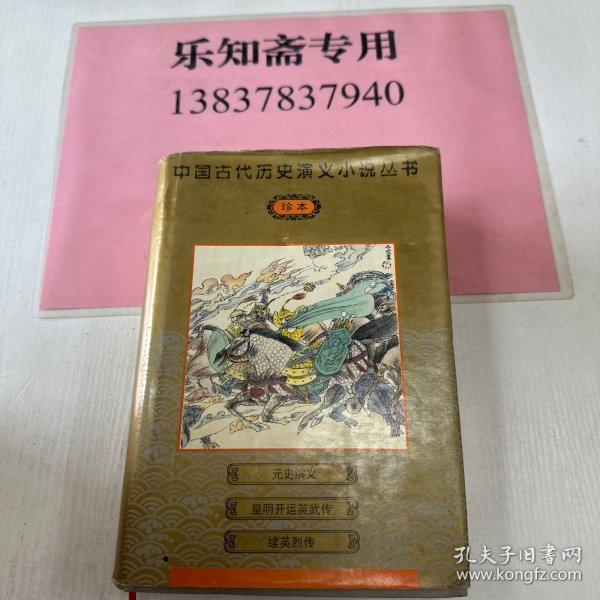 乐知斋专用
13837837940
中国古代历史演义小说丛书
珍本
元史演义
皇明开运英武传
续英烈传
孔夫子旧书网
www.kongfz.com